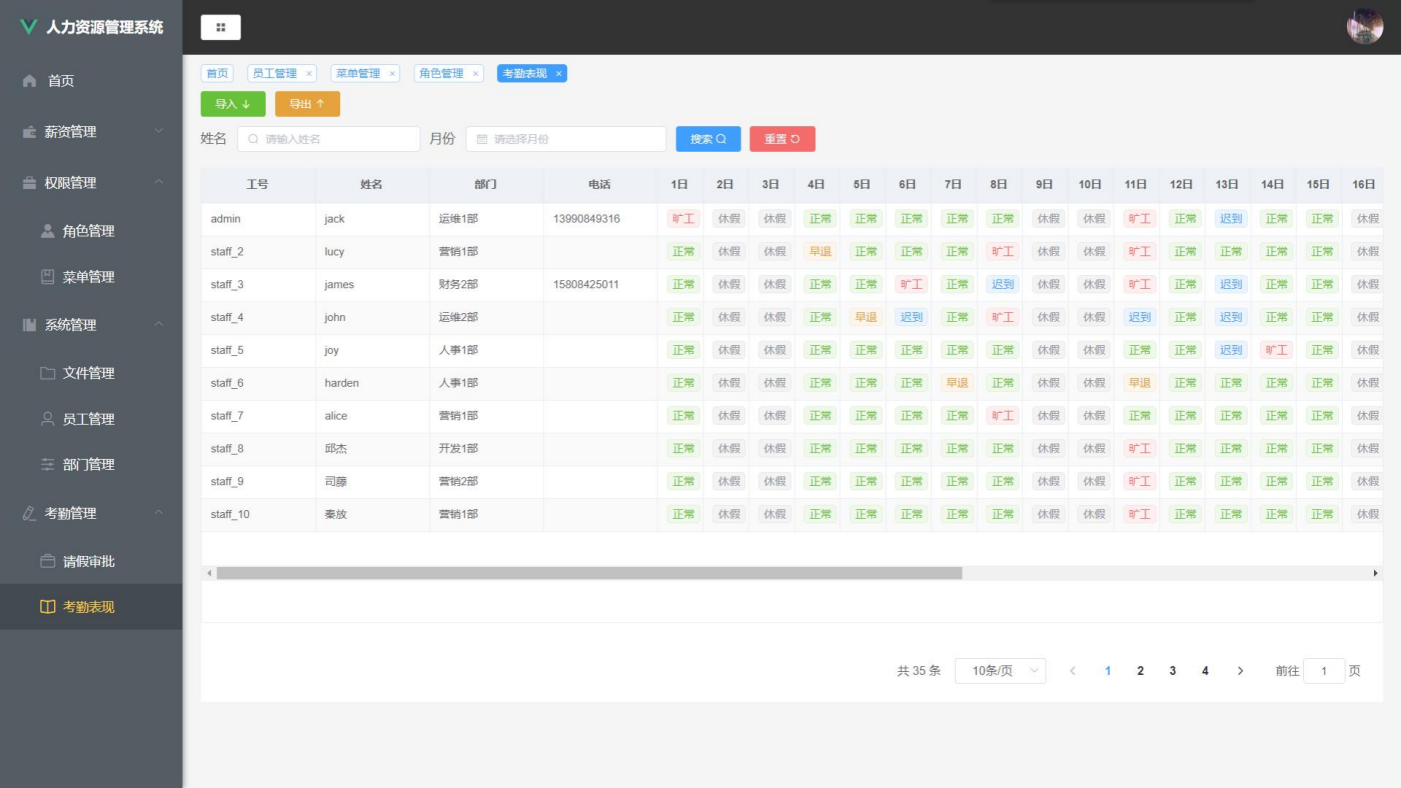 人力资源管理系统
首页
薪资管理
权限管理
角色管理
菜单管理
系统管理
文件管理
员工管理
部门管理
考勤管理
请假审批
考勤表现
首页 员工管理 × 菜单管理 × 角色管理 × 考勤表现 ×
导入 ↓ 导出 ↑
姓名 请输入姓名 月份 请选择月份 搜索 重置
工号 姓名 部门 电话 1日 2日 3日 4日 5日 6日 7日 8日 9日 10日 11日 12日 13日 14日 15日 16日
admin jack 运维1部 13990849316 旷工 休假 休假 正常 正常 正常 正常 正常 休假 休假 旷工 正常 迟到 正常 正常 休假
staff_2 lucy 营销1部 正常 休假 休假 早退 正常 正常 正常 旷工 休假 休假 旷工 正常 正常 正常 正常 休假
staff_3 james 财务2部 15808425011 正常 休假 休假 正常 正常 旷工 正常 迟到 休假 休假 旷工 正常 迟到 正常 正常 休假
staff_4 john 运维2部 正常 休假 休假 正常 早退 迟到 正常 旷工 休假 休假 迟到 正常 迟到 正常 正常 休假
staff_5 joy 人事1部 正常 休假 休假 正常 正常 正常 正常 正常 休假 休假 正常 正常 迟到 旷工 正常 休假
staff_6 harden 人事1部 正常 休假 休假 正常 正常 正常 早退 正常 休假 休假 早退 正常 正常 正常 正常 休假
staff_7 alice 营销1部 正常 休假 休假 正常 正常 正常 正常 旷工 休假 休假 正常 正常 正常 正常 正常 休假
staff_8 邱杰 开发1部 正常 休假 休假 正常 正常 正常 正常 正常 休假 休假 旷工 正常 正常 正常 正常 休假
staff_9 司藤 营销2部 正常 休假 休假 正常 正常 正常 正常 正常 休假 休假 旷工 正常 正常 正常 正常 休假
staff_10 秦放 营销1部 正常 休假 休假 正常 正常 正常 正常 正常 休假 休假 旷工 正常 正常 正常 正常 休假
共 35 条 10条/页 < 1 2 3 4 > 前往 1 页